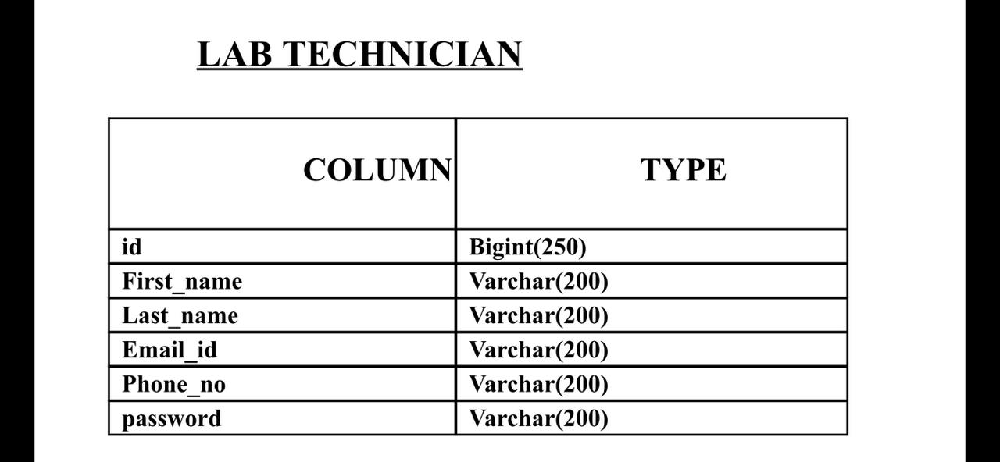 LAB TECHNICIAN
COLUMN TYPE
id Bigint(250)
First_name Varchar(200)
Last_name Varchar(200)
Email_id Varchar(200)
Phone_no Varchar(200)
password Varchar(200)